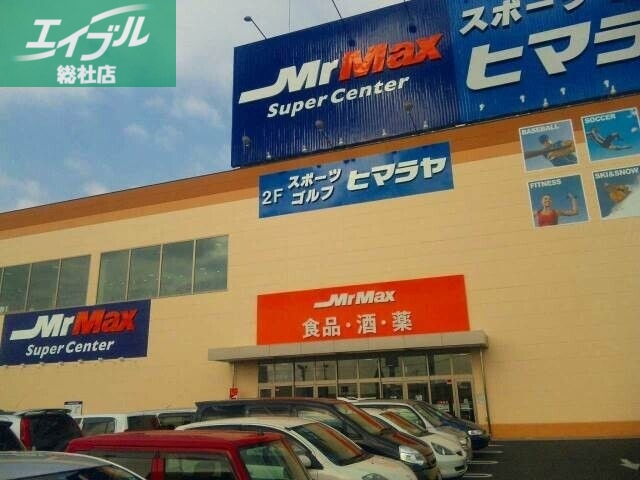 エイブル
総社店
MrMax
Super Center
スポーツ
ヒマラヤ
BASEBALL
SOCCER
2F スポーツ ゴルフ ヒマラヤ
FITNESS
SKI&SNOW
MrMax
食品・酒・薬
MrMax
Super Center